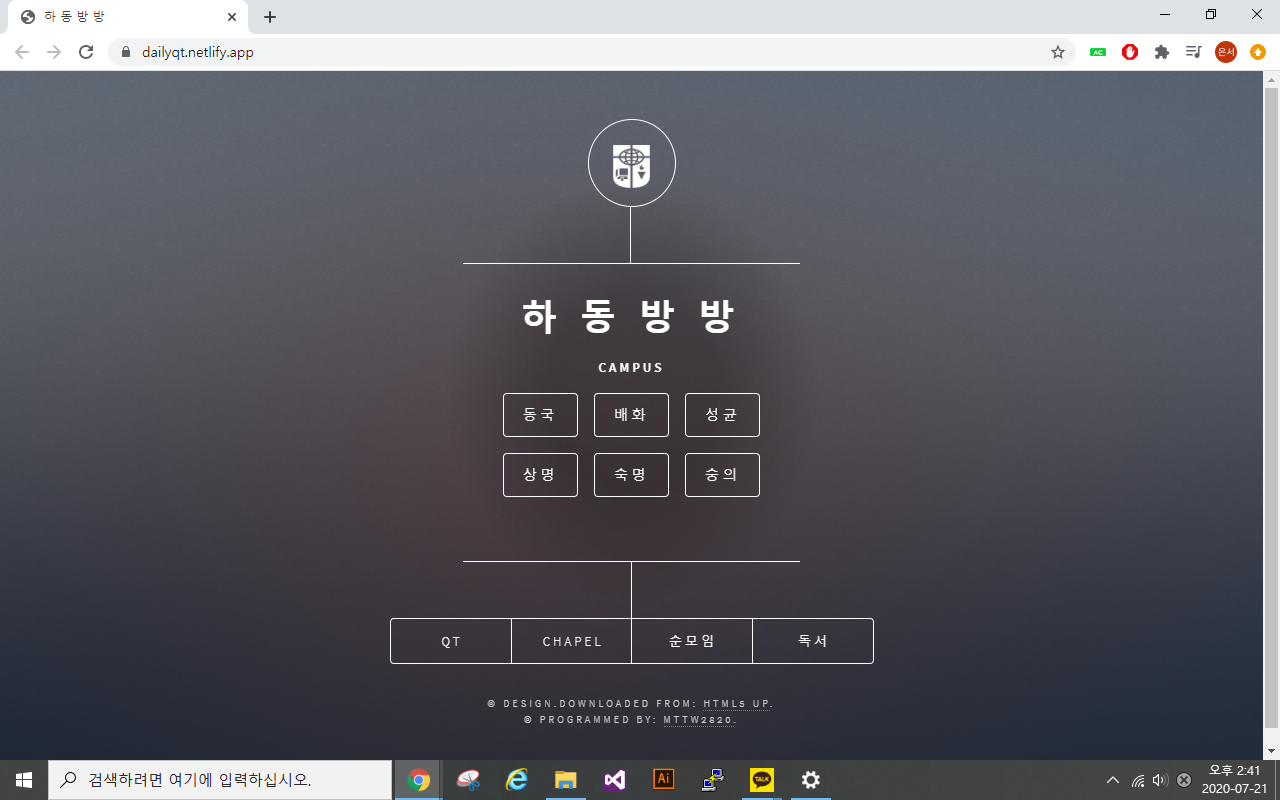 하 동 방 방
dailyqt.netlify.app
AC
은서
하 동 방 방
CAMPUS
동국 배화 성균
상명 숙명 숭의
QT CHAPEL 순모임 독서
© DESIGN.DOWNLOADED FROM: HTML5 UP.
© PROGRAMMED BY: MTTW2820.
검색하려면 여기에 입력하십시오.
Ai
TALK
오후 2:41
2020-07-21